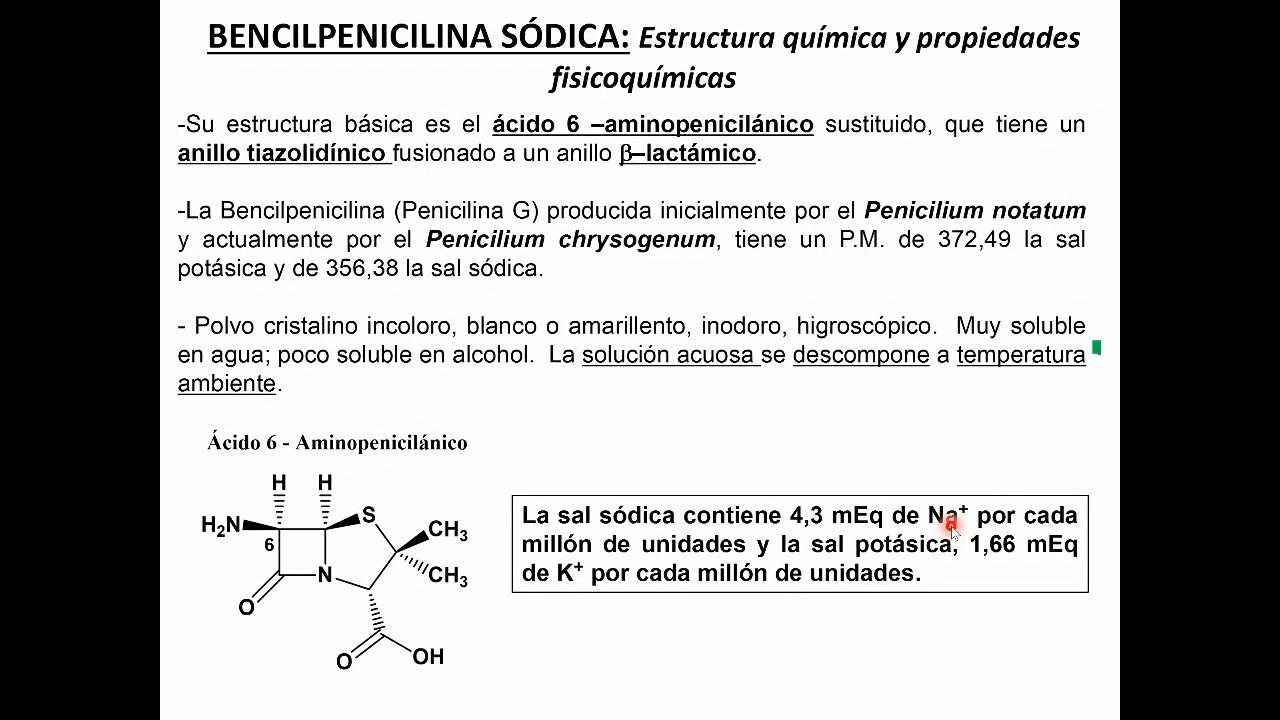 BENCILPENICILINA SÓDICA: Estructura química y propiedades
fisicoquímicas
-Su estructura básica es el ácido 6 –aminopenicilánico sustituido, que tiene un
anillo tiazolidínico fusionado a un anillo β–lactámico.
-La Bencilpenicilina (Penicilina G) producida inicialmente por el Penicilium notatum
y actualmente por el Penicilium chrysogenum, tiene un P.M. de 372,49 la sal
potásica y de 356,38 la sal sódica.
- Polvo cristalino incoloro, blanco o amarillento, inodoro, higroscópico. Muy soluble
en agua; poco soluble en alcohol. La solución acuosa se descompone a temperatura
ambiente.
Ácido 6 - Aminopenicilánico
H H
H₂N S CH₃
6
N CH₃
O
O OH
La sal sódica contiene 4,3 mEq de Na⁺ por cada
millón de unidades y la sal potásica, 1,66 mEq
de K⁺ por cada millón de unidades.